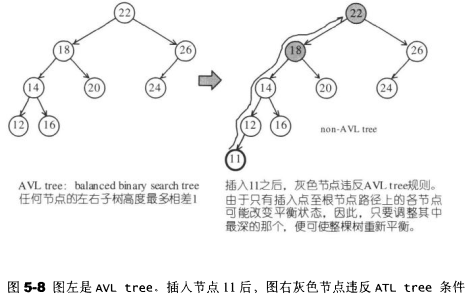 22
22
18
26
18
26
14
20
24
14
20
24
12
16
12
16
non-AVL tree
11
AVL tree: balanced binary search tree
任何节点的左右子树高度最多相差1
插入11之后，灰色节点违反AVL tree规则。
由于只有插入点至根节点路径上的各节点
可能改变平衡状态，因此，只要调整其中
最深的那个，便可使整棵树重新平衡。
图5-8 图左是 AVL tree。插入节点 11 后，图右灰色节点违反 ATL tree 条件